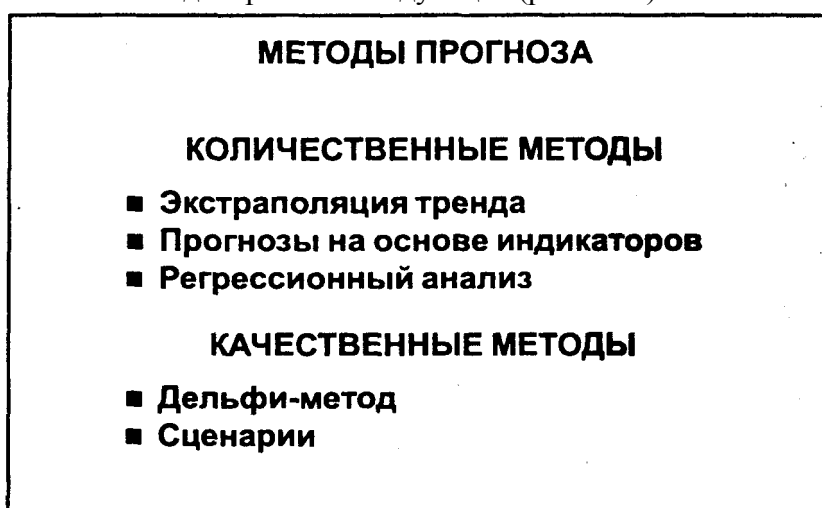 МЕТОДЫ ПРОГНОЗА
КОЛИЧЕСТВЕННЫЕ МЕТОДЫ
■ Экстраполяция тренда
■ Прогнозы на основе индикаторов
■ Регрессионный анализ
КАЧЕСТВЕННЫЕ МЕТОДЫ
■ Дельфи-метод
■ Сценарии